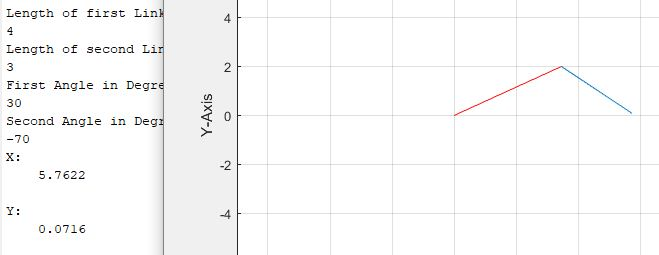 Length of first Link
4
Length of second Lin
3
First Angle in Degre
30
Second Angle in Degr
-70
X:
5.7622
Y:
0.0716
Y-Axis
4
2
0
-2
-4